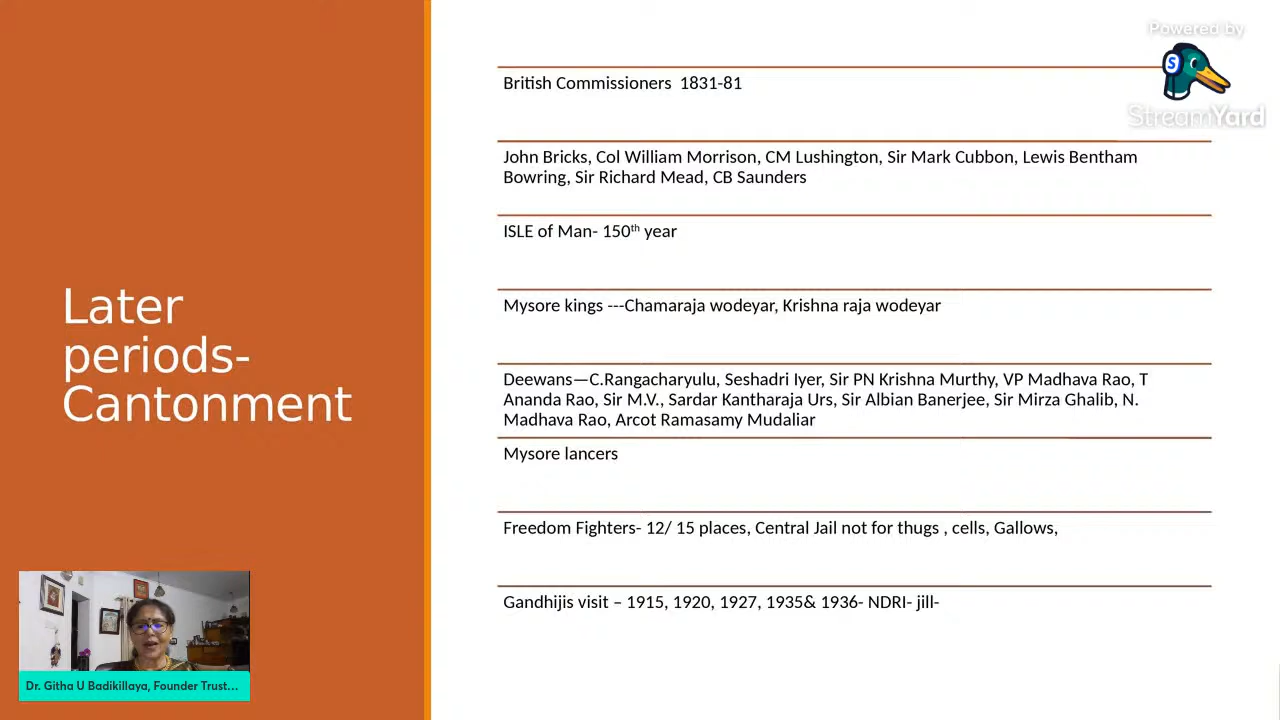 Powered by
StreamYard
British Commissioners 1831-81
John Bricks, Col William Morrison, CM Lushington, Sir Mark Cubbon, Lewis Bentham
Bowring, Sir Richard Mead, CB Saunders
ISLE of Man- 150th year
Mysore kings ---Chamaraja wodeyar, Krishna raja wodeyar
Later
periods-
Cantonment
Deewans—C.Rangacharyulu, Seshadri Iyer, Sir PN Krishna Murthy, VP Madhava Rao, T
Ananda Rao, Sir M.V., Sardar Kantharaja Urs, Sir Albian Banerjee, Sir Mirza Ghalib, N.
Madhava Rao, Arcot Ramasamy Mudaliar
Mysore lancers
Freedom Fighters- 12/ 15 places, Central Jail not for thugs , cells, Gallows,
Gandhijis visit – 1915, 1920, 1927, 1935& 1936- NDRI- jill-
Dr. Githa U Badikillaya, Founder Trust...